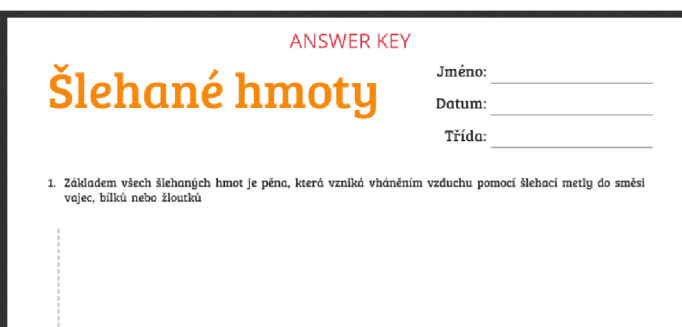 ANSWER KEY
Šlehané hmoty
Jméno:
Datum:
Třída:
1. Základem všech šlehaných hmot je pěna, která vzniká vháněním vzduchu pomocí šlehací metly do směsi
vajec, bílků nebo žloutků